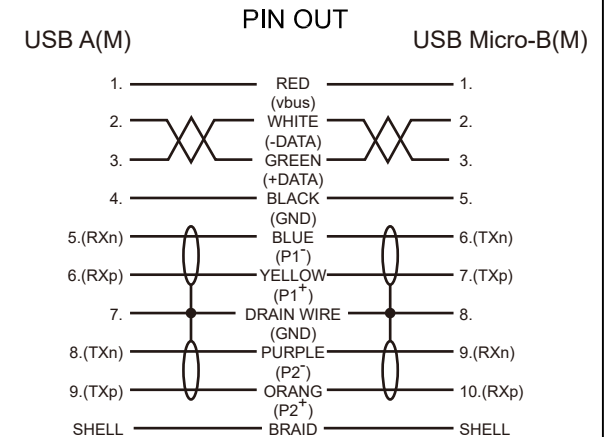 PIN OUT
USB A(M) USB Micro-B(M)
1. RED 1.
(vbus)
2. WHITE 2.
(-DATA)
3. GREEN 3.
(+DATA)
4. BLACK 5.
(GND)
5.(RXn) BLUE 6.(TXn)
(P1⁻)
6.(RXp) YELLOW 7.(TXp)
(P1⁺)
7. DRAIN WIRE 8.
(GND)
8.(TXn) PURPLE 9.(RXn)
(P2⁻)
9.(TXp) ORANG 10.(RXp)
(P2⁺)
SHELL BRAID SHELL